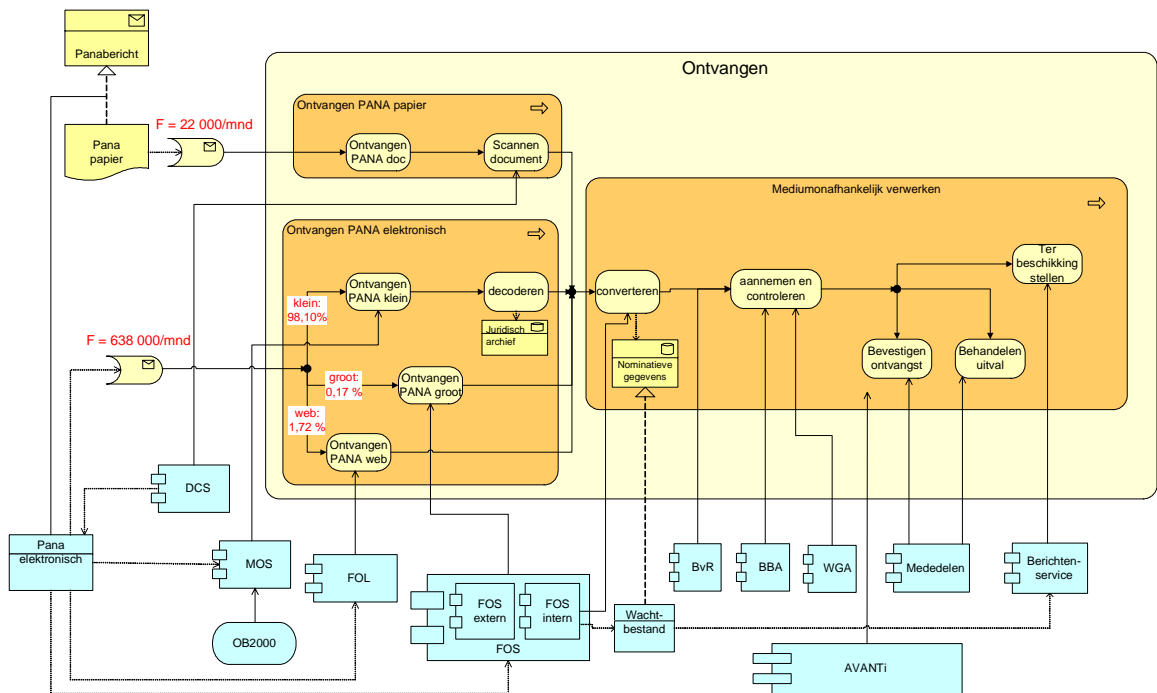 Panabericht
Ontvangen
Ontvangen PANA papier
F = 22 000/mnd
Pana
papier
Ontvangen
PANA doc
Scannen
document
Mediumonafhankelijk verwerken
Ontvangen PANA elektronisch
Ter
beschikking
stellen
Ontvangen
PANA klein
decoderen
converteren
aannemen en
controleren
klein:
98,10%
Juridisch
archief
F = 638 000/mnd
Nominatieve
gegevens
Bevestigen
ontvangst
Behandelen
uitval
groot:
0,17 %
Ontvangen
PANA groot
web:
1,72 %
Ontvangen
PANA web
DCS
Pana
elektronisch
MOS
FOL
BvR
BBA
WGA
Mededelen
Berichten-
service
FOS
extern
FOS
intern
FOS
Wacht-
bestand
OB2000
AVANTi